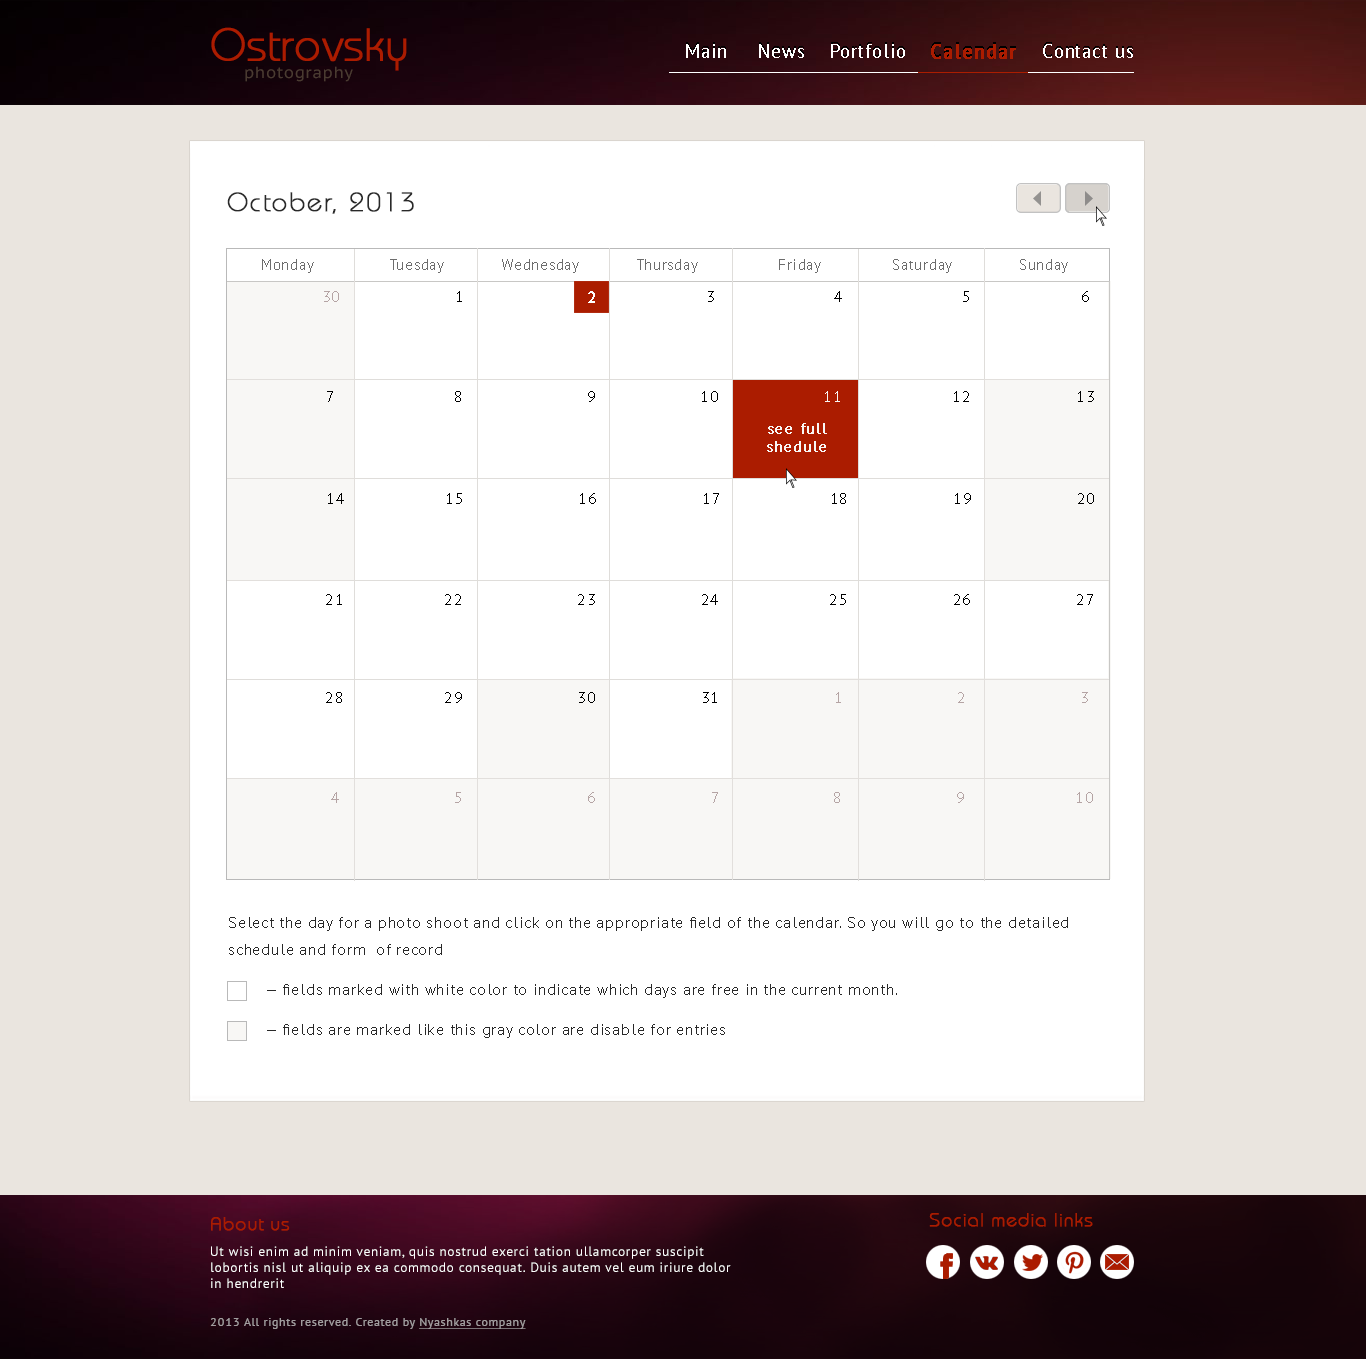 Ostrovsky
photography
Main News Portfolio Calendar Contact us
October, 2013
Monday Tuesday Wednesday Thursday Friday Saturday Sunday
30 1 2 3 4 5 6
7 8 9 10 11 12 13
see full
shedule
14 15 16 17 18 19 20
21 22 23 24 25 26 27
28 29 30 31 1 2 3
4 5 6 7 8 9 10
Select the day for a photo shoot and click on the appropriate field of the calendar. So you will go to the detailed
schedule and form of record
– fields marked with white color to indicate which days are free in the current month.
– fields are marked like this gray color are disable for entries
About us
Ut wisi enim ad minim veniam, quis nostrud exerci tation ullamcorper suscipit
lobortis nisl ut aliquip ex ea commodo consequat. Duis autem vel eum iriure dolor
in hendrerit
2013 All rights reserved. Created by Nyashkas company
Social media links